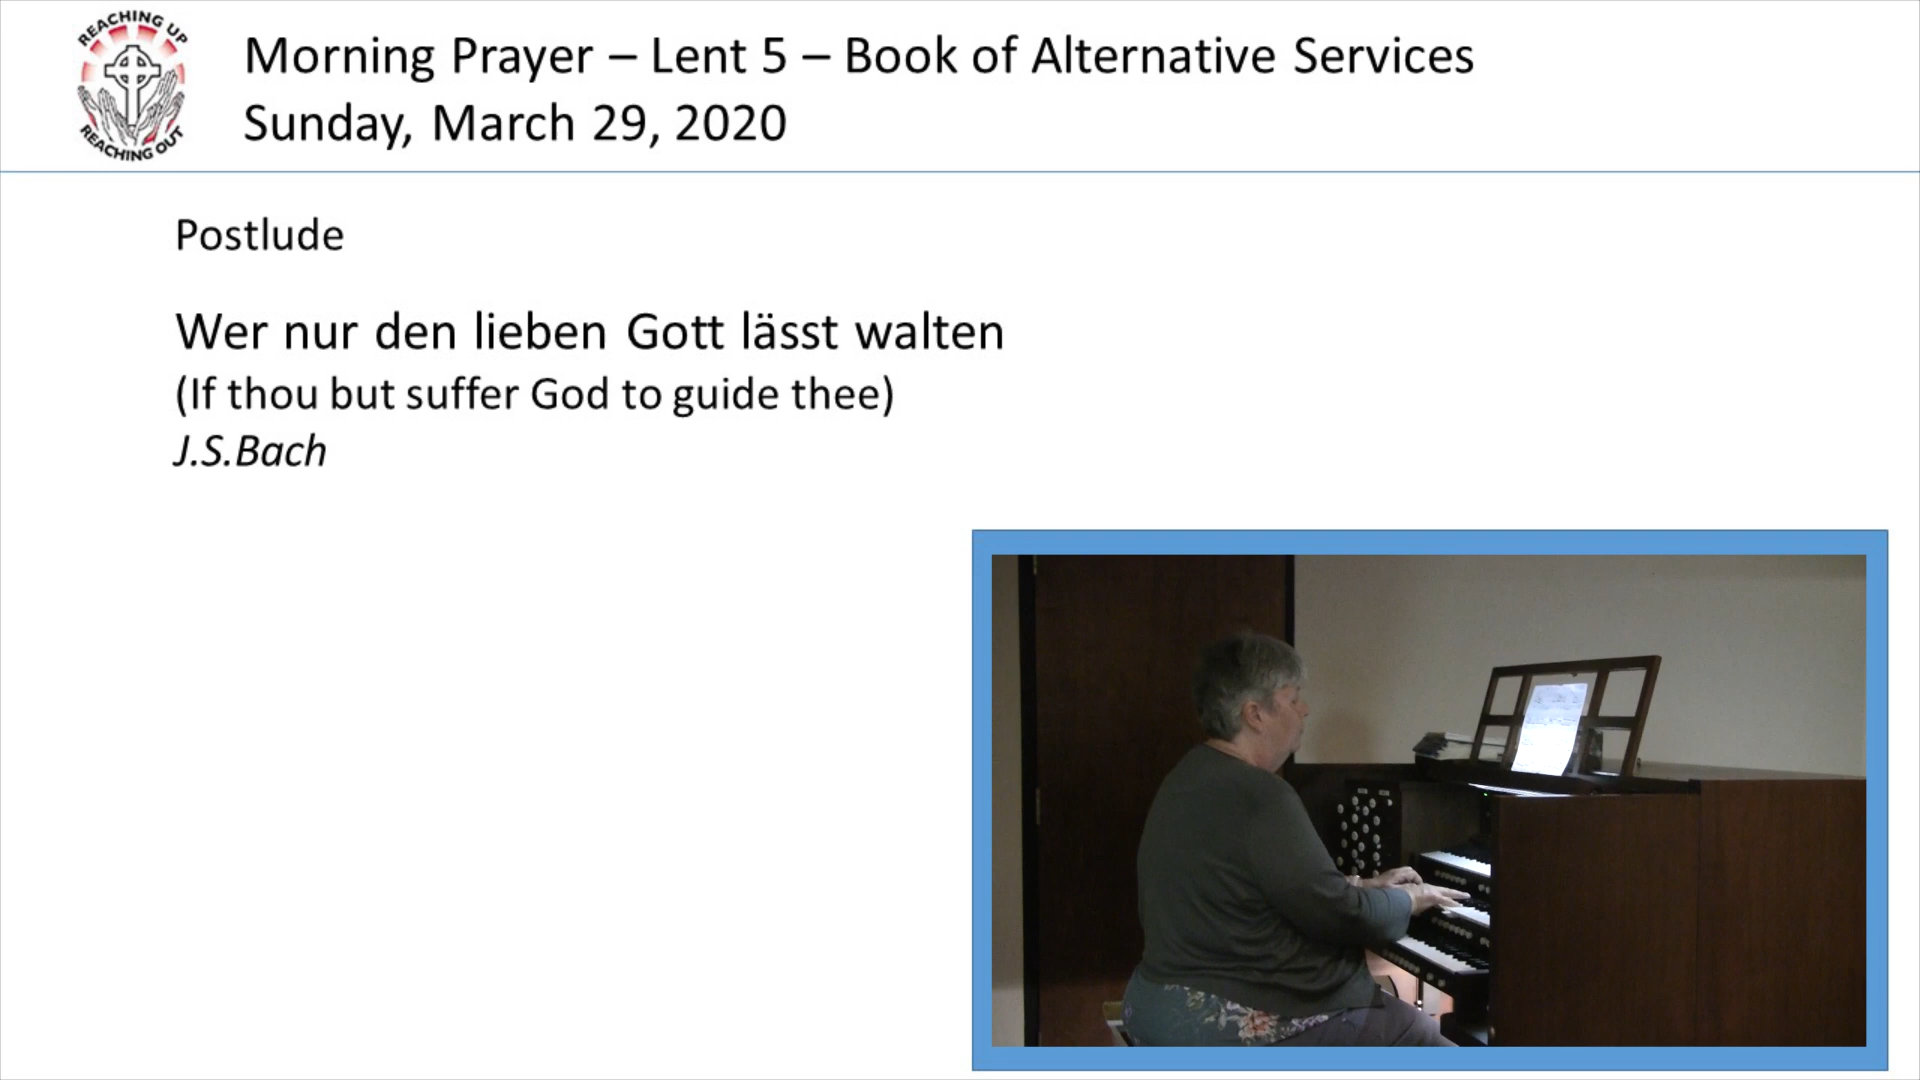 REACHING UP
REACHING OUT
Morning Prayer – Lent 5 – Book of Alternative Services
Sunday, March 29, 2020
Postlude
Wer nur den lieben Gott lässt walten
(If thou but suffer God to guide thee)
J.S.Bach